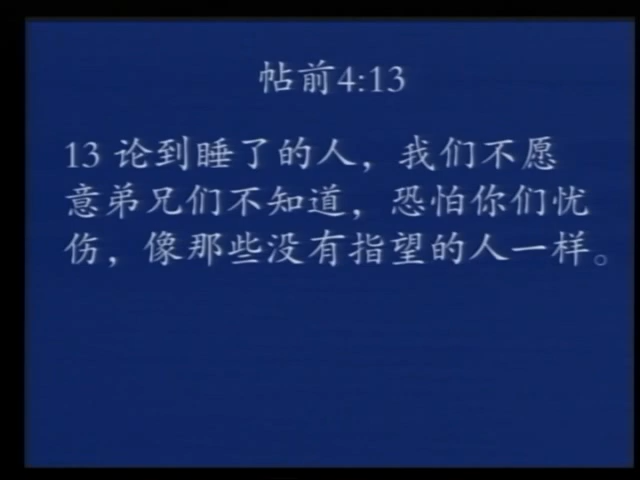 帖前4:13
13 论到睡了的人，我们不愿
意弟兄们不知道，恐怕你们忧
伤，像那些没有指望的人一样。